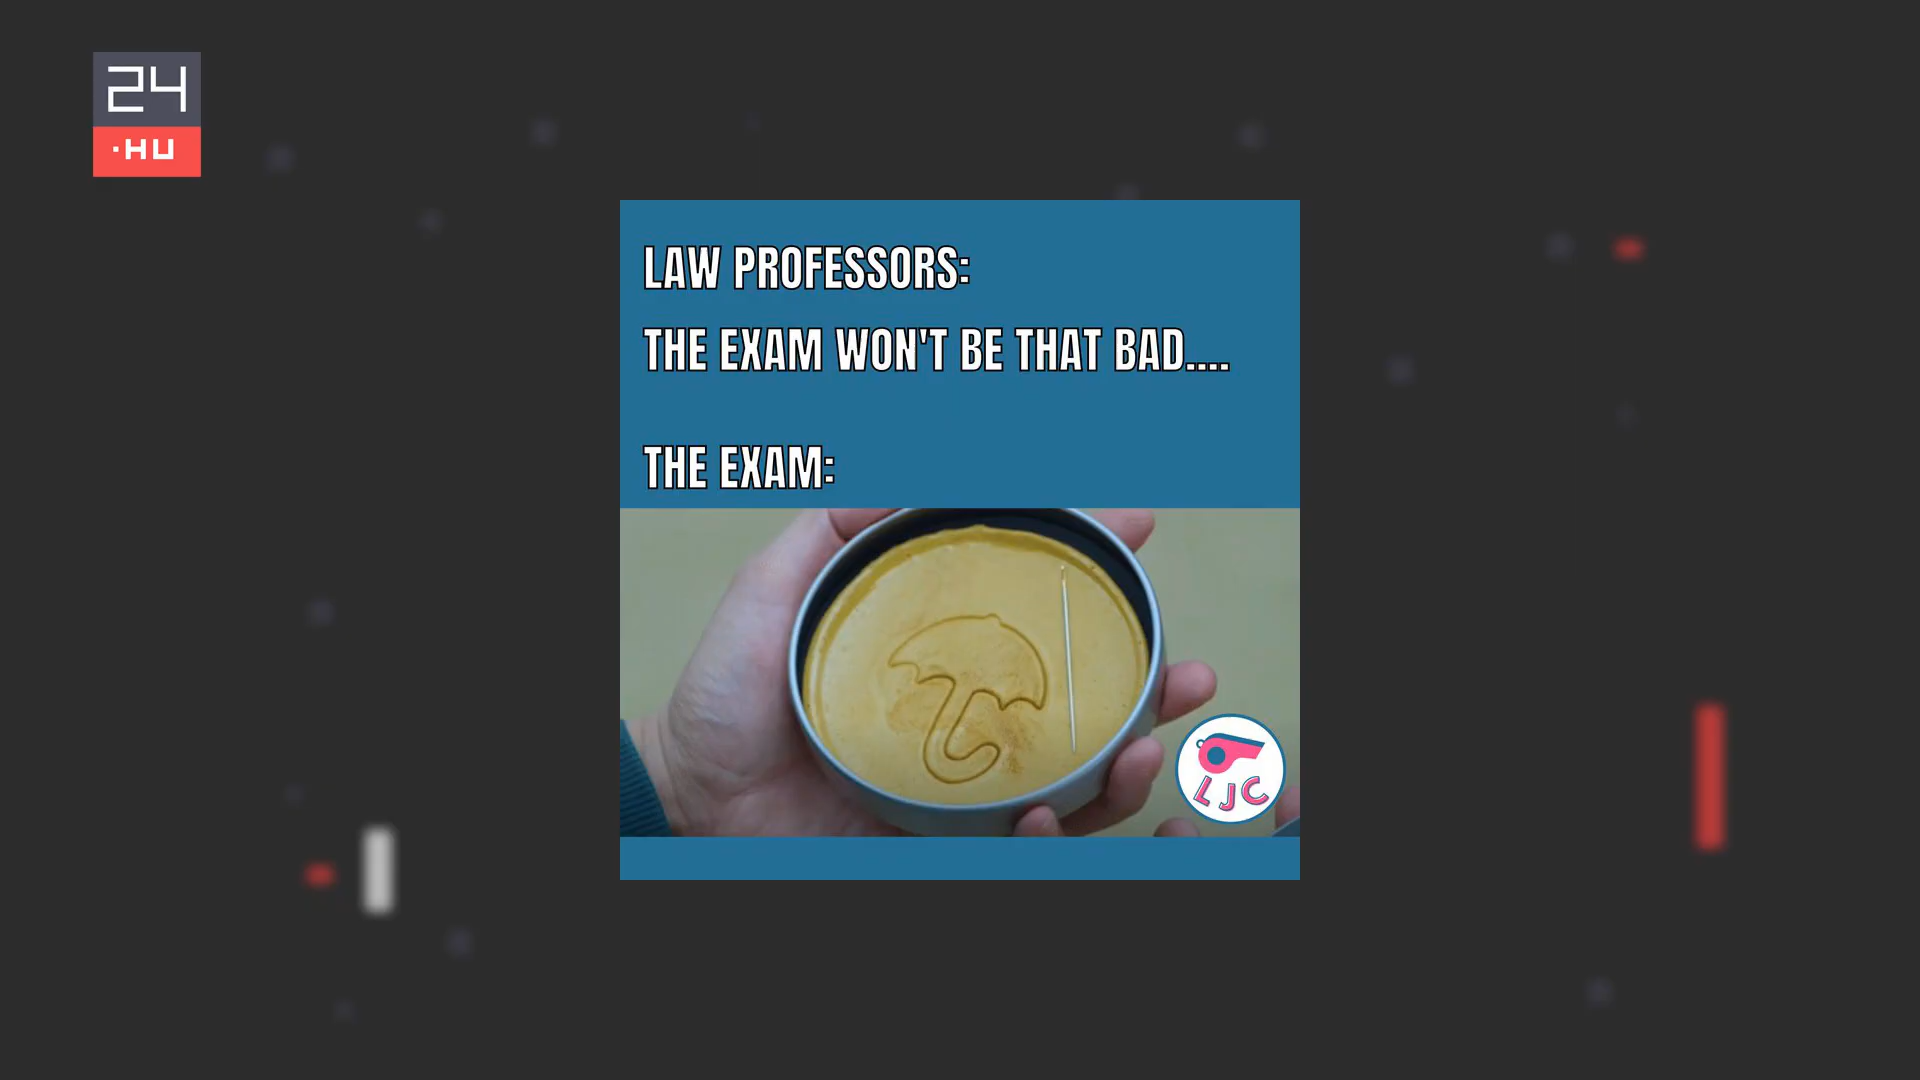 24
.HU
LAW PROFESSORS:
THE EXAM WON'T BE THAT BAD....
THE EXAM:
LJC